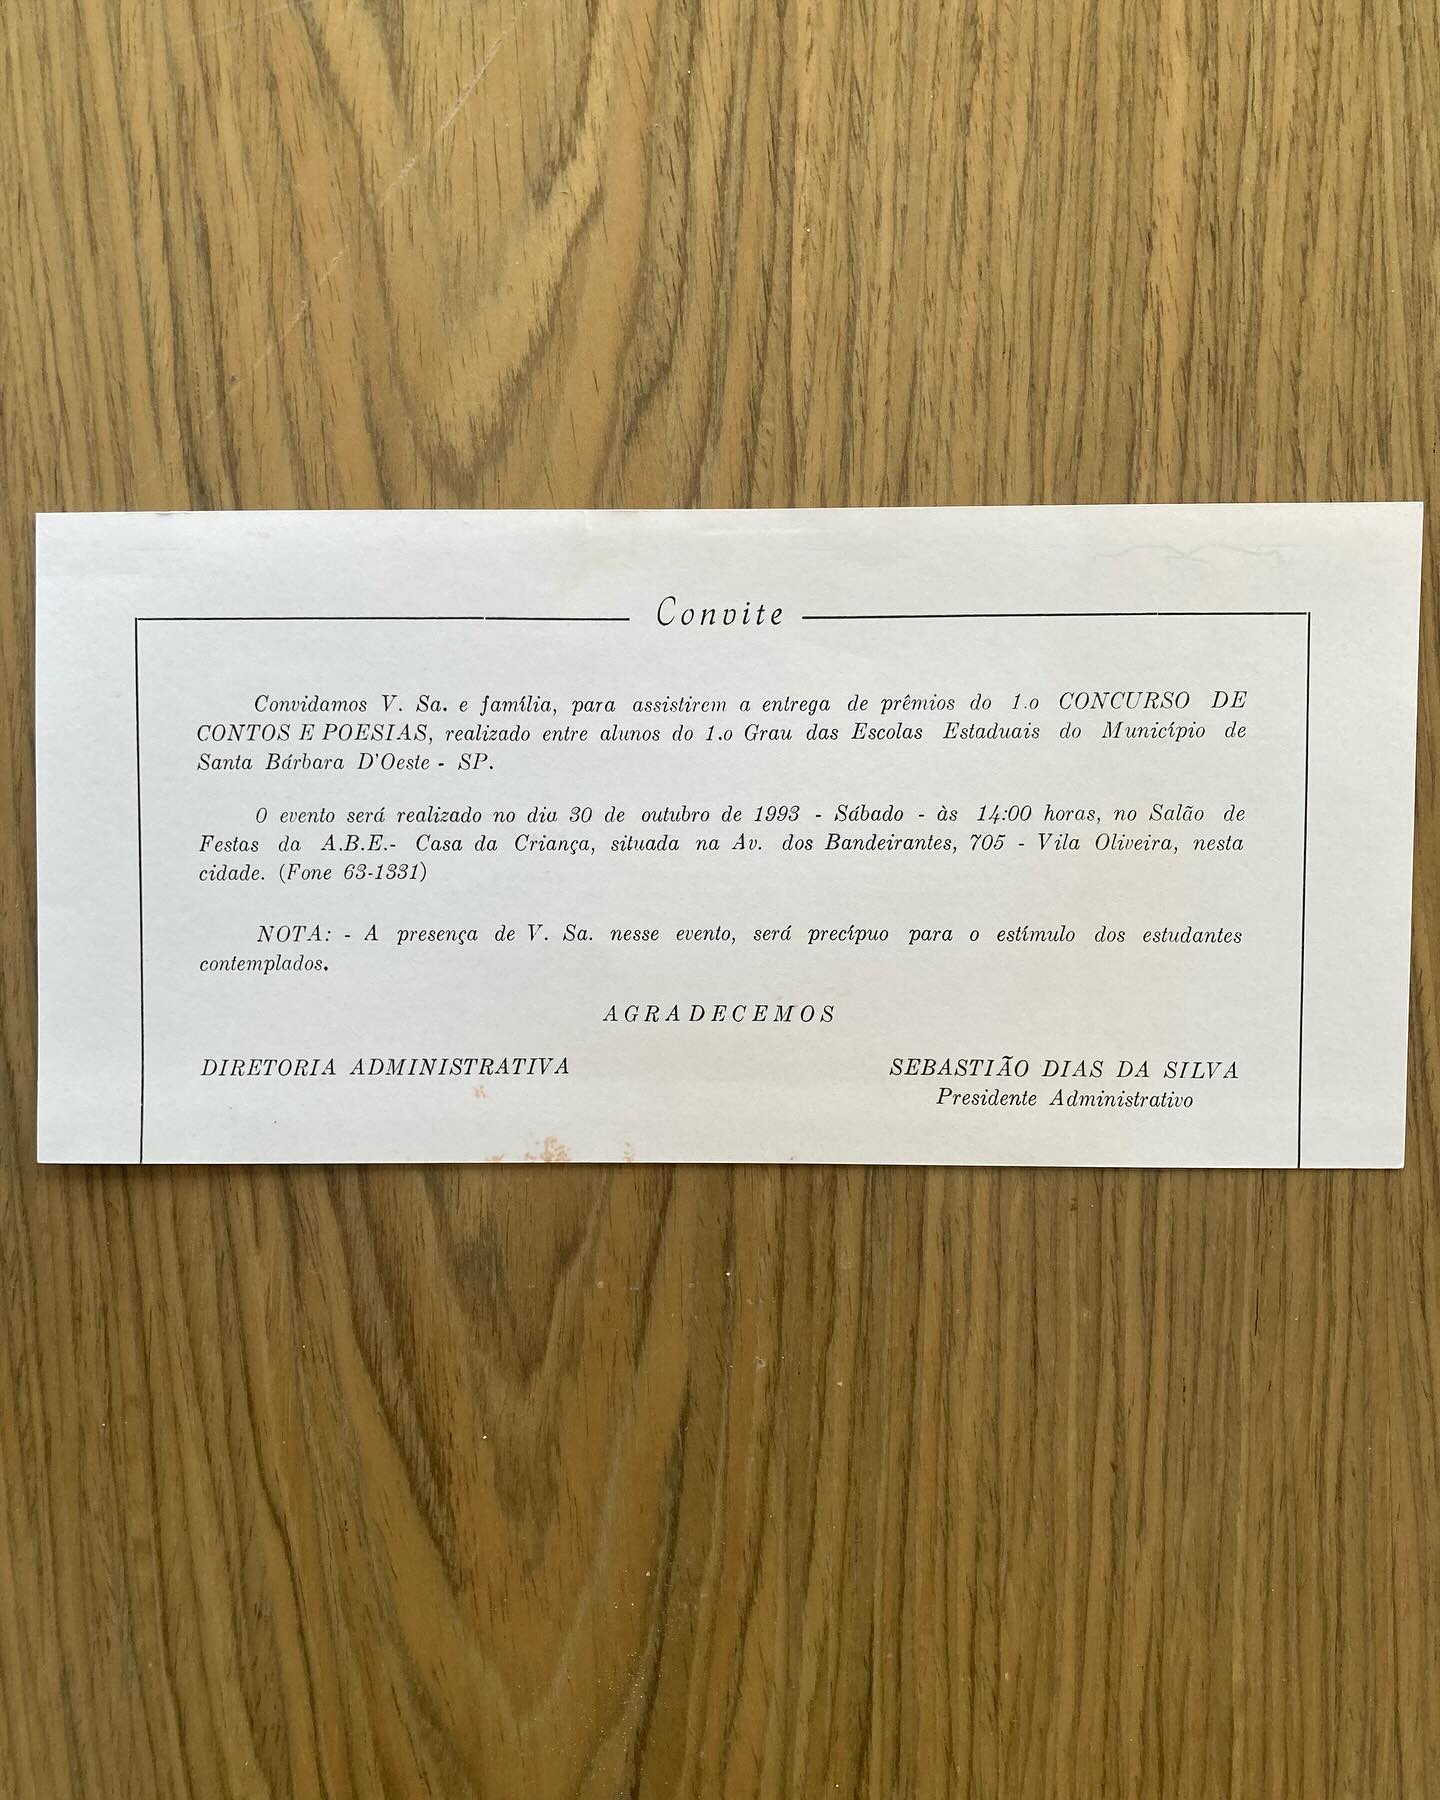 Convite
Convidamos V. Sa. e família, para assistirem a entrega de prêmios do 1.o CONCURSO DE
CONTOS E POESIAS, realizado entre alunos do 1.o Grau das Escolas Estaduais do Município de
Santa Bárbara D'Oeste - SP.
O evento será realizado no dia 30 de outubro de 1993 - Sábado - às 14:00 horas, no Salão de
Festas da A.B.E.- Casa da Criança, situada na Av. dos Bandeirantes, 705 - Vila Oliveira, nesta
cidade. (Fone 63-1331)
NOTA: - A presença de V. Sa. nesse evento, será precípuo para o estímulo dos estudantes
contemplados.
AGRADECEMOS
DIRETORIA ADMINISTRATIVA
SEBASTIÃO DIAS DA SILVA
Presidente Administrativo